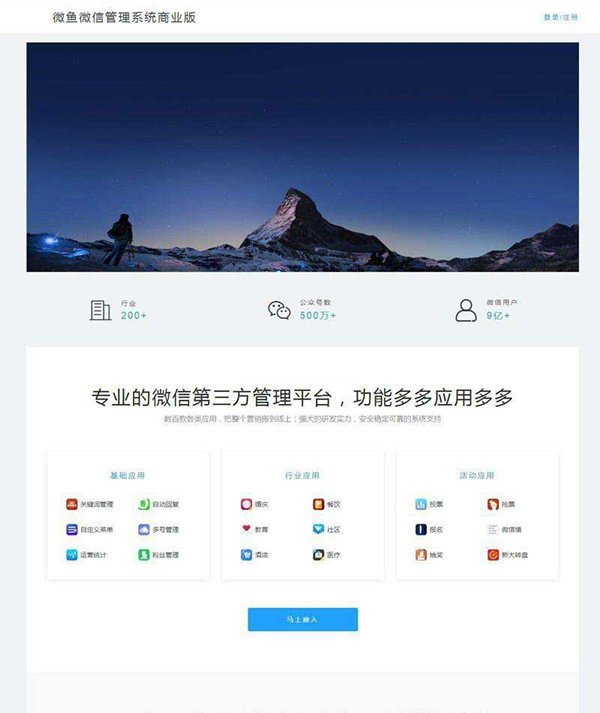 微鱼微信管理系统商业版
登录/注册
行业
200+
公众号数
500万+
微信用户
9亿+
专业的微信第三方管理平台，功能多多应用多多
数百款各类应用，把整个营销搬到线上；强大的研发实力，安全稳定可靠的系统支持
基础应用
关键词管理 自动回复
自定义菜单 多号管理
运营统计 粉丝管理
行业应用
婚庆 餐饮
教育 社区
酒店 医疗
活动应用
投票 抢票
报名 微信墙
抽奖 新大转盘
马上接入